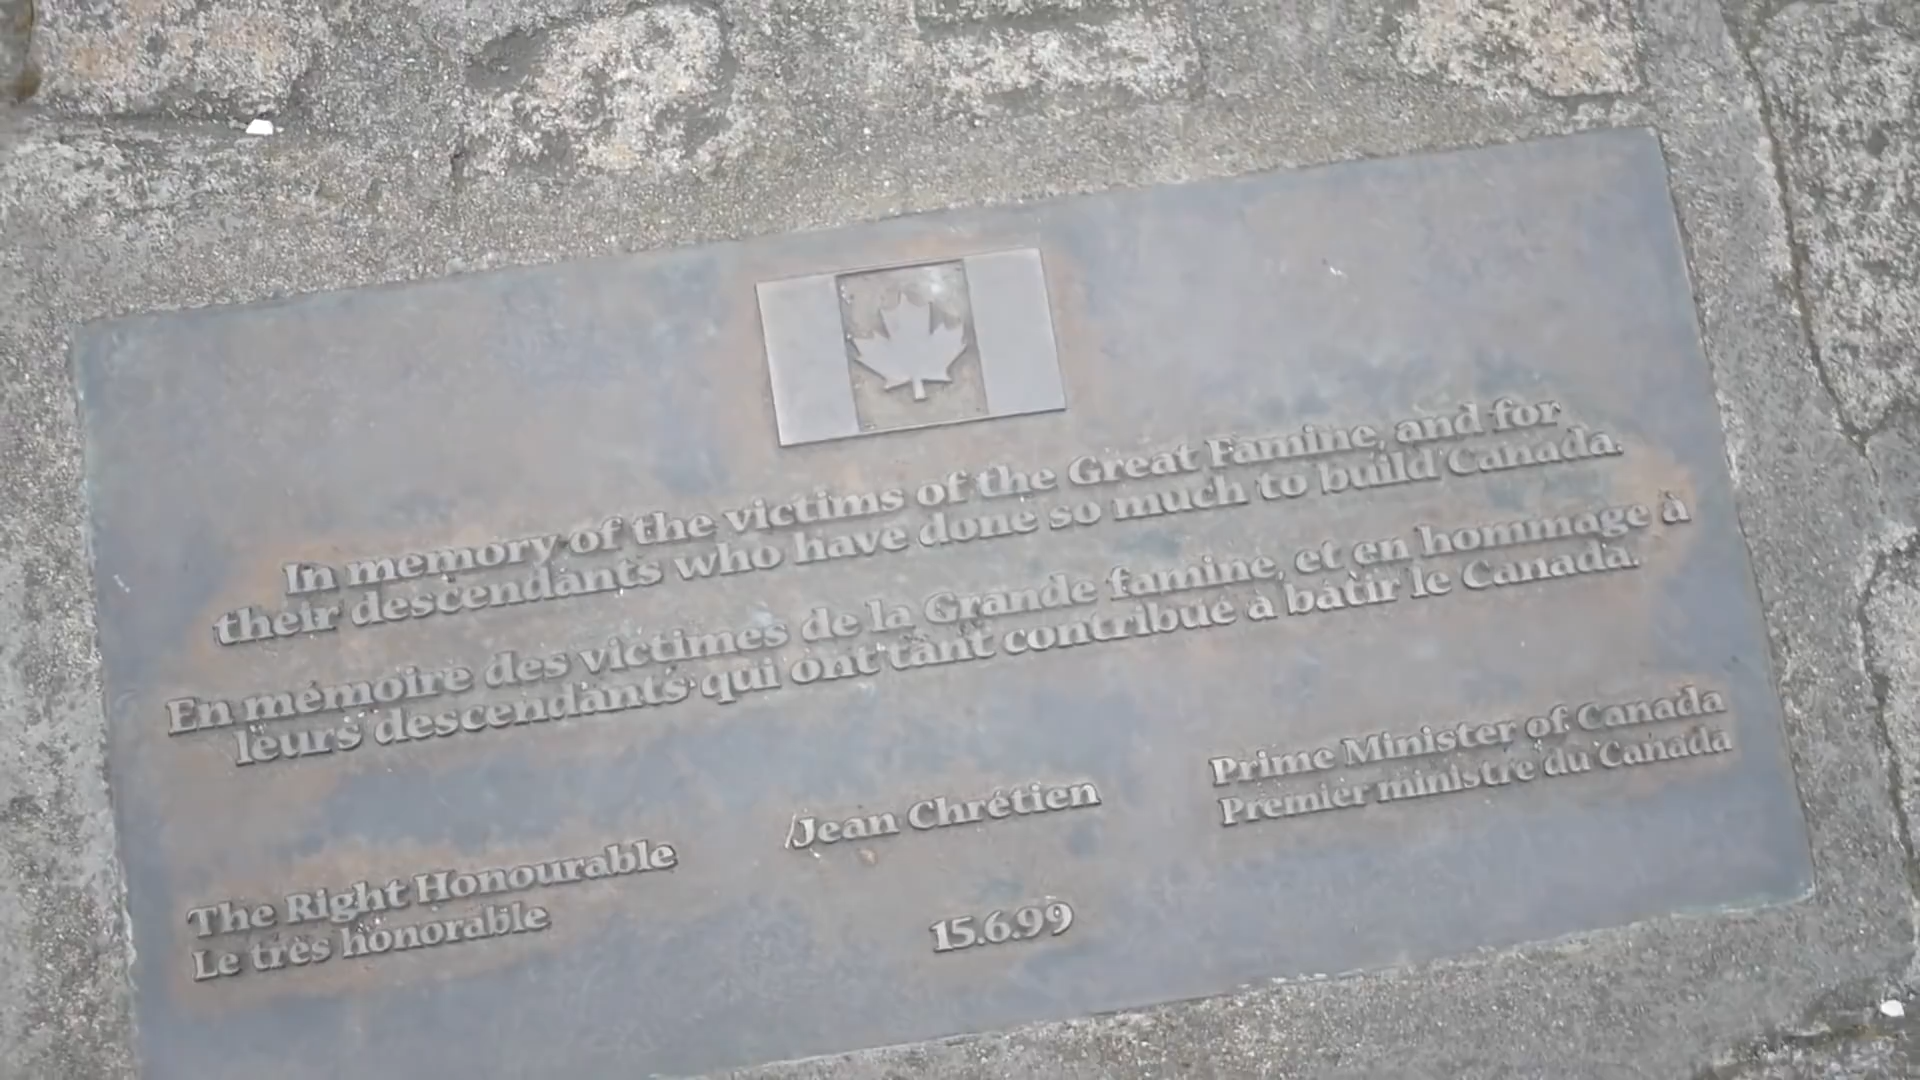 In memory of the victims of the Great Famine, and for
their descendants who have done so much to build Canada.
En mémoire des victimes de la Grande famine, et en hommage à
leurs descendants qui ont tant contribué à bâtir le Canada.
The Right Honourable
Le très honorable
Jean Chrétien
Prime Minister of Canada
Premier ministre du Canada
15.6.99